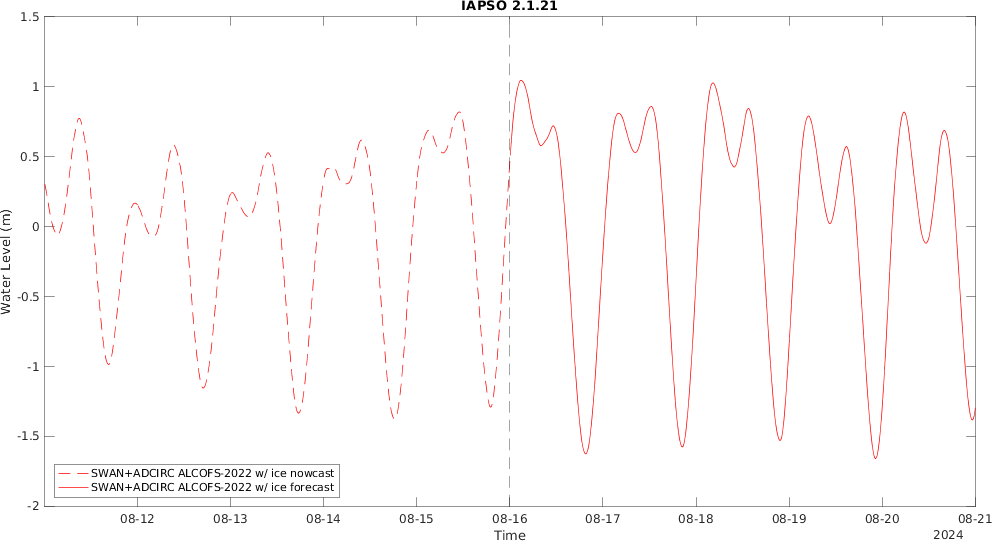 IAPSO 2.1.21
1.5
1
0.5
0
-0.5
-1
-1.5
-2
Water Level (m)
SWAN+ADCIRC ALCOFS-2022 w/ ice nowcast
SWAN+ADCIRC ALCOFS-2022 w/ ice forecast
08-12 08-13 08-14 08-15 08-16 08-17 08-18 08-19 08-20 08-21
Time
2024